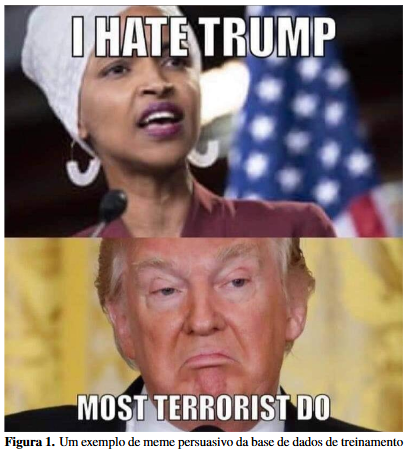 I HATE TRUMP
MOST TERRORIST DO
Figura 1. Um exemplo de meme persuasivo da base de dados de treinamento